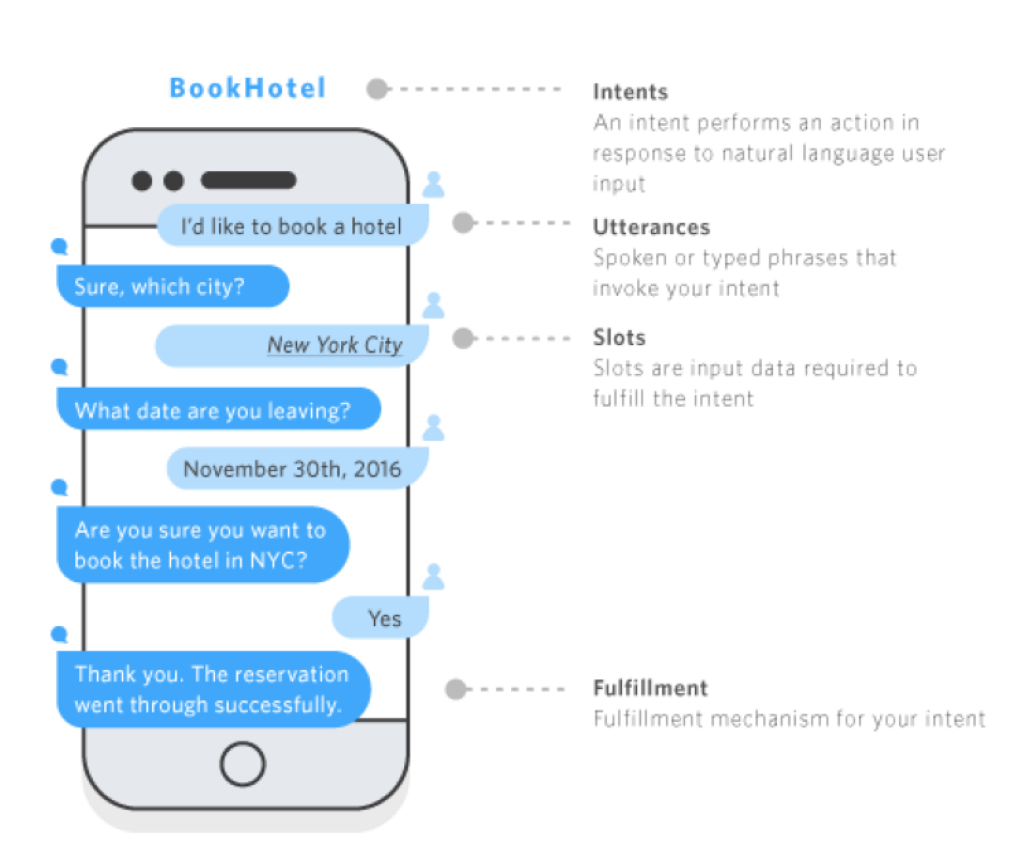 BookHotel
Intents
An intent performs an action in
response to natural language user
input
I'd like to book a hotel
Utterances
Spoken or typed phrases that
invoke your intent
Sure, which city?
New York City
Slots
Slots are input data required to
fulfill the intent
What date are you leaving?
November 30th, 2016
Are you sure you want to
book the hotel in NYC?
Yes
Thank you. The reservation
went through successfully.
Fulfillment
Fulfillment mechanism for your intent